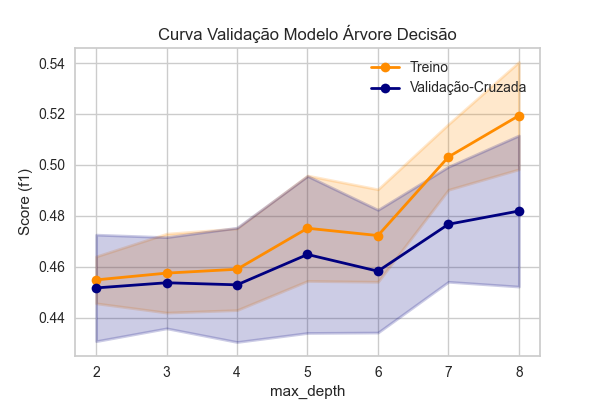 Curva Validação Modelo Árvore Decisão
Treino
Validação-Cruzada
Score (f1)
0.54
0.52
0.50
0.48
0.46
0.44
2 3 4 5 6 7 8
max_depth